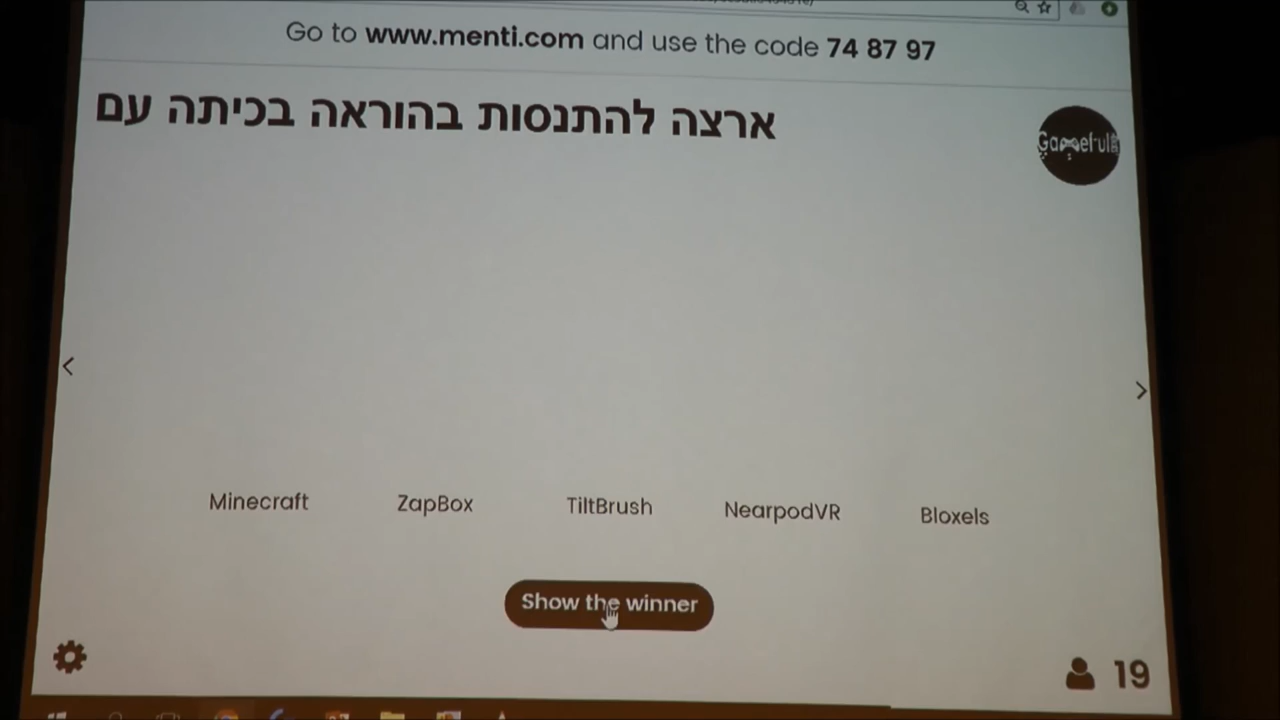 Go to www.menti.com and use the code 74 87 97
ארצה להתנסות בהוראה בכיתה עם
Minecraft ZapBox TiltBrush NearpodVR Bloxels
Show the winner
19